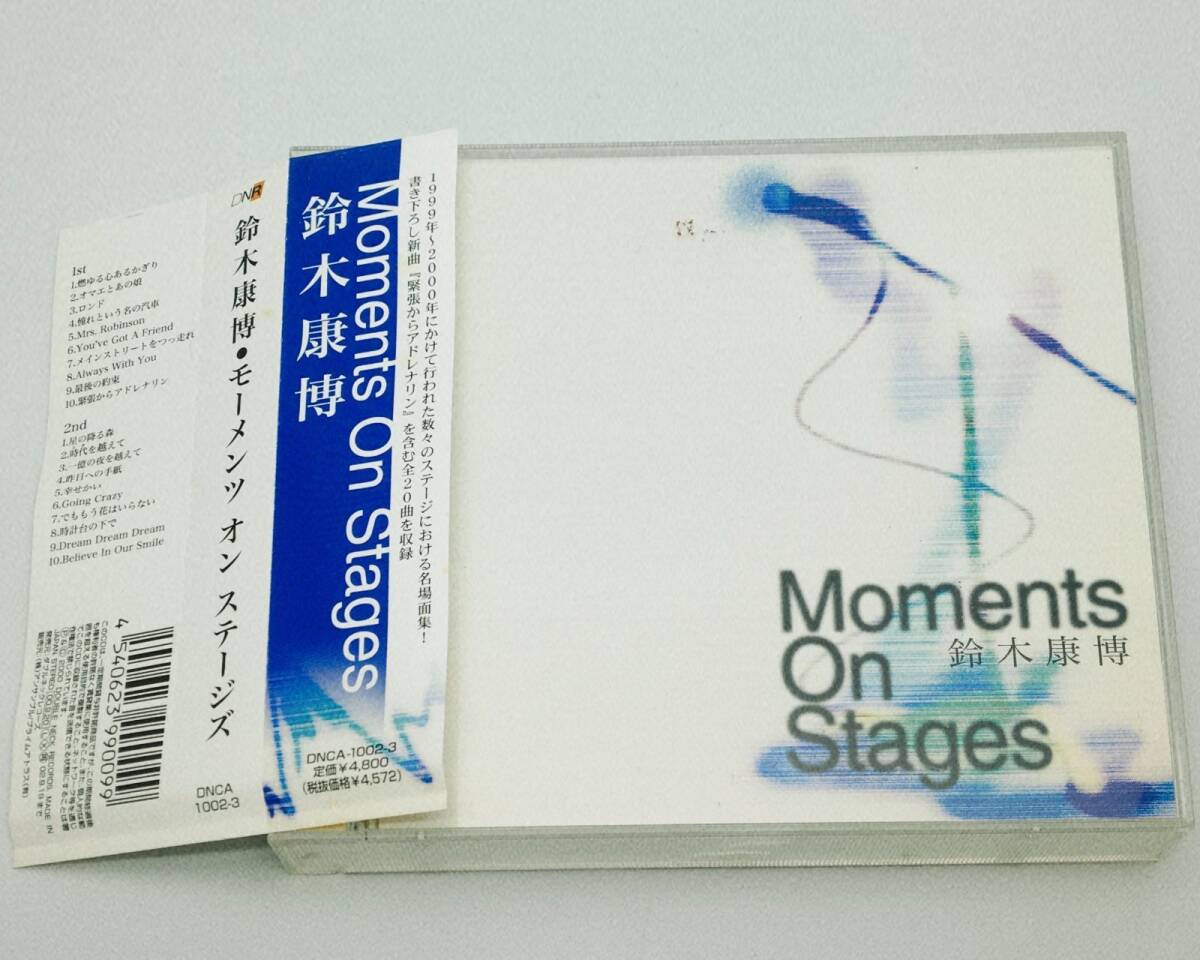 1st
1.燃ゆる心あるかぎり
2.オマエとあの娘
3.ロンド
4.憧れという名の汽車
5.Mrs. Robinson
6.You've Got A Friend
7.メインストリートをつっ走れ
8.Always With You
9.最後の約束
10.緊張からアドレナリン
2nd
1.星の降る森
2.時代を越えて
3.一億の夜を越えて
4.昨日への手紙
5.幸せかい
6.Going Crazy
7.でももう花はいらない
8.時計台の下で
9.Dream Dream Dream
10.Believe In Our Smile
4 540623 990099
DNR
鈴木康博●モーメンツ オン ステージズ
DNCA
1002-3
Moments On Stages
鈴木康博
1999年〜2000年にかけて行われた数々のステージにおける名場面集!
書き下ろし新曲『緊張からアドレナリン』を含む全20曲を収録
DNCA-1002-3
定価¥4,800
(税抜価格¥4,572)
Moments
On
鈴木康博
Stages